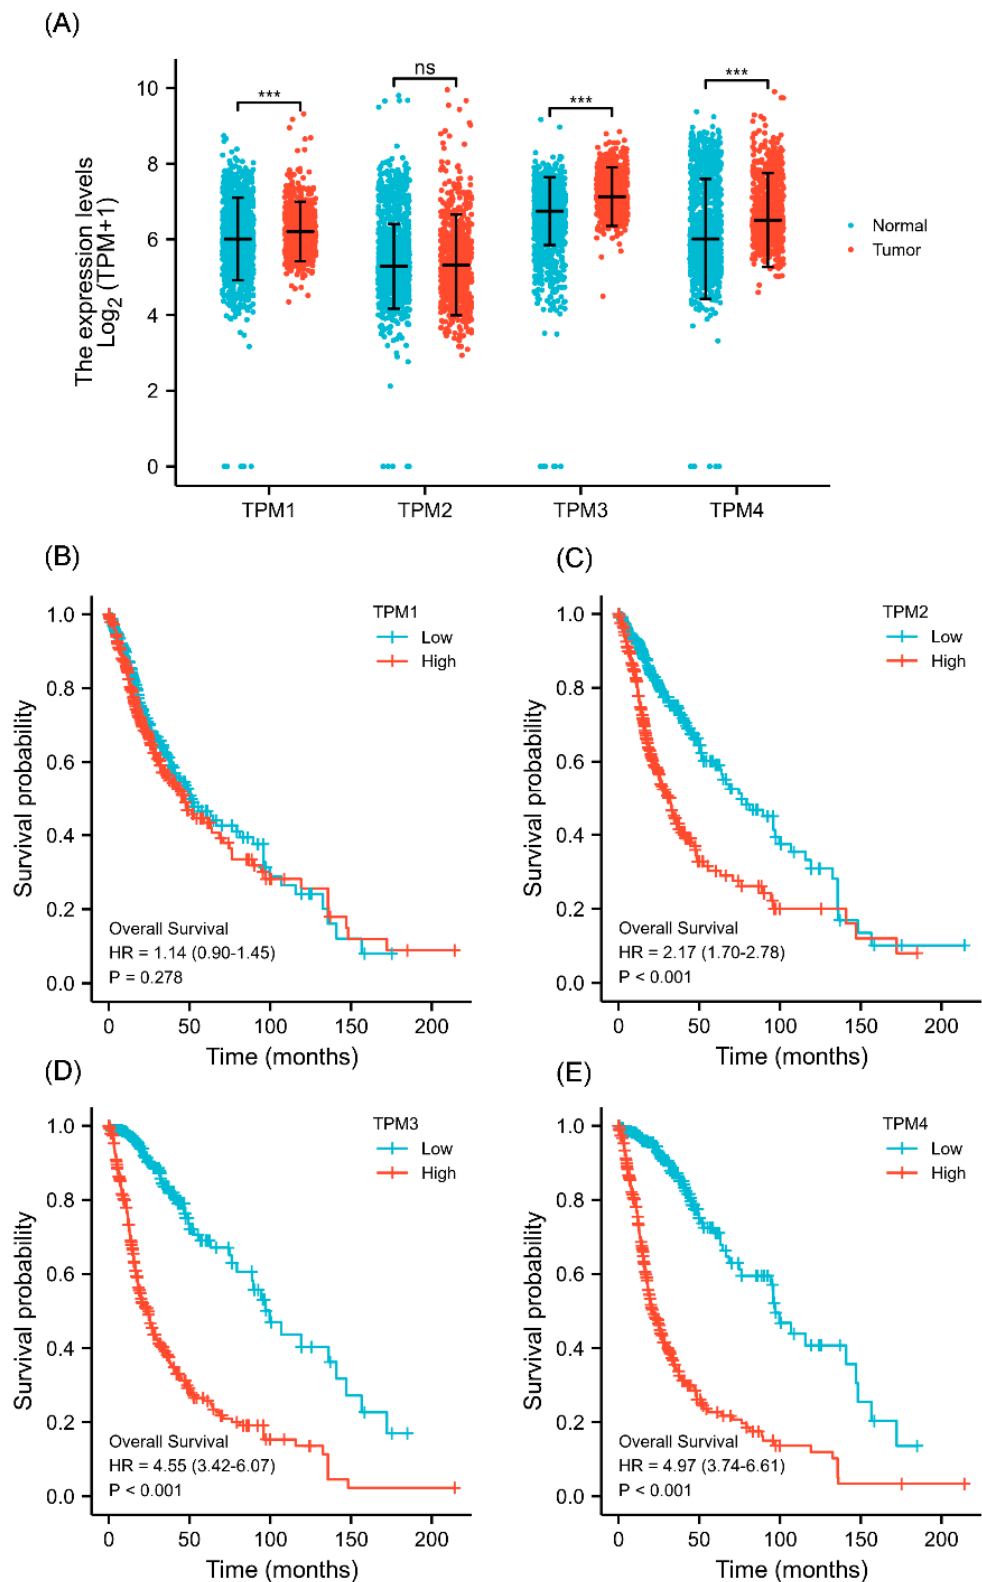 (A)
The expression levels
Log2 (TPM+1)
10
8
6
4
2
0
***
ns
***
***
TPM1 TPM2 TPM3 TPM4
Normal
Tumor
(B)
Survival probability
1.0
0.8
0.6
0.4
0.2
0.0
TPM1
Low
High
Overall Survival
HR = 1.14 (0.90-1.45)
P = 0.278
0 50 100 150 200
Time (months)
(C)
Survival probability
1.0
0.8
0.6
0.4
0.2
0.0
TPM2
Low
High
Overall Survival
HR = 2.17 (1.70-2.78)
P < 0.001
0 50 100 150 200
Time (months)
(D)
Survival probability
1.0
0.8
0.6
0.4
0.2
0.0
TPM3
Low
High
Overall Survival
HR = 4.55 (3.42-6.07)
P < 0.001
0 50 100 150 200
Time (months)
(E)
Survival probability
1.0
0.8
0.6
0.4
0.2
0.0
TPM4
Low
High
Overall Survival
HR = 4.97 (3.74-6.61)
P < 0.001
0 50 100 150 200
Time (months)